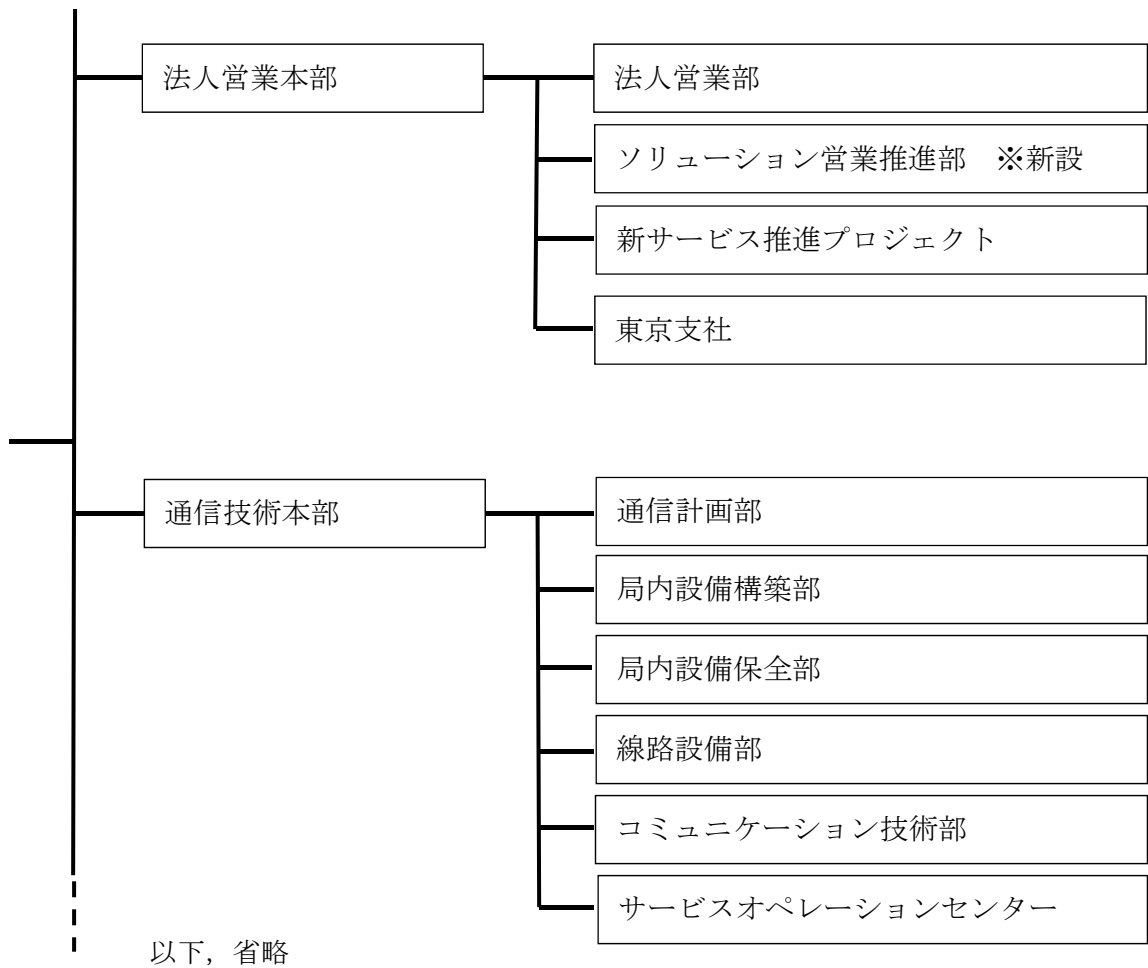 法人営業本部
法人営業部
ソリューション営業推進部　※新設
新サービス推進プロジェクト
東京支社
通信技術本部
通信計画部
局内設備構築部
局内設備保全部
線路設備部
コミュニケーション技術部
サービスオペレーションセンター
以下，省略